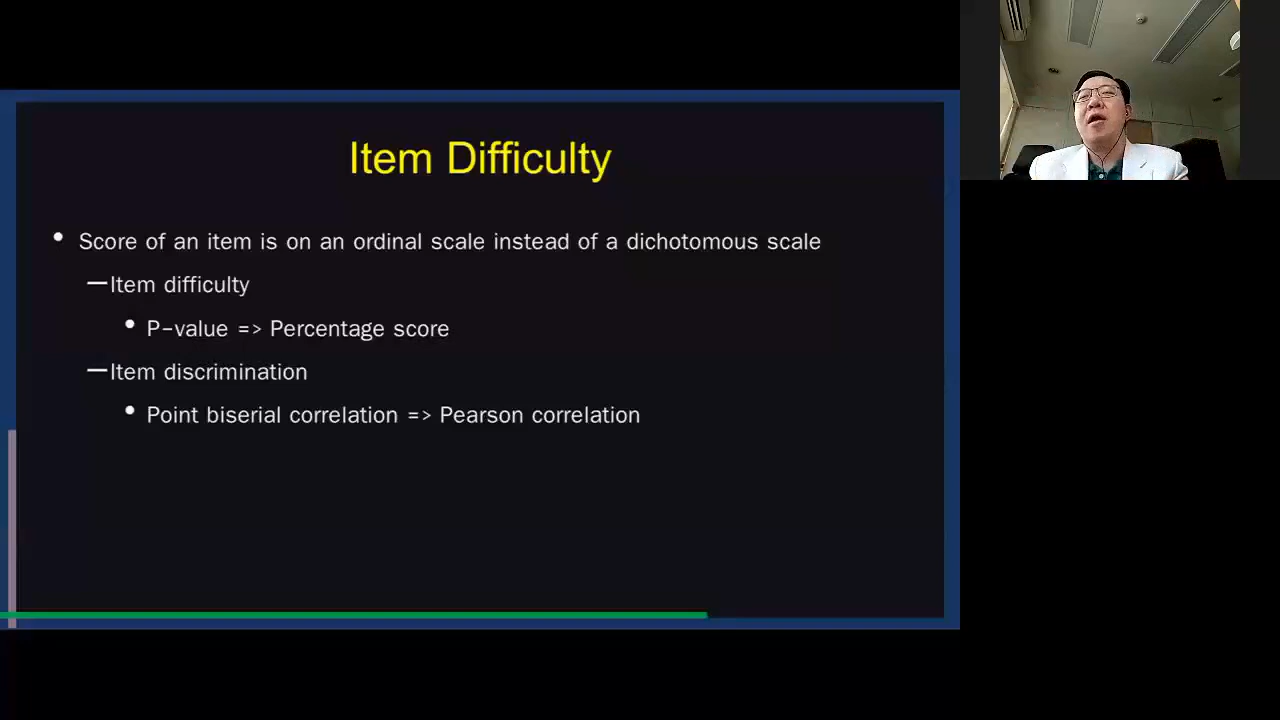 Item Difficulty
• Score of an item is on an ordinal scale instead of a dichotomous scale
–Item difficulty
• P-value => Percentage score
–Item discrimination
• Point biserial correlation => Pearson correlation